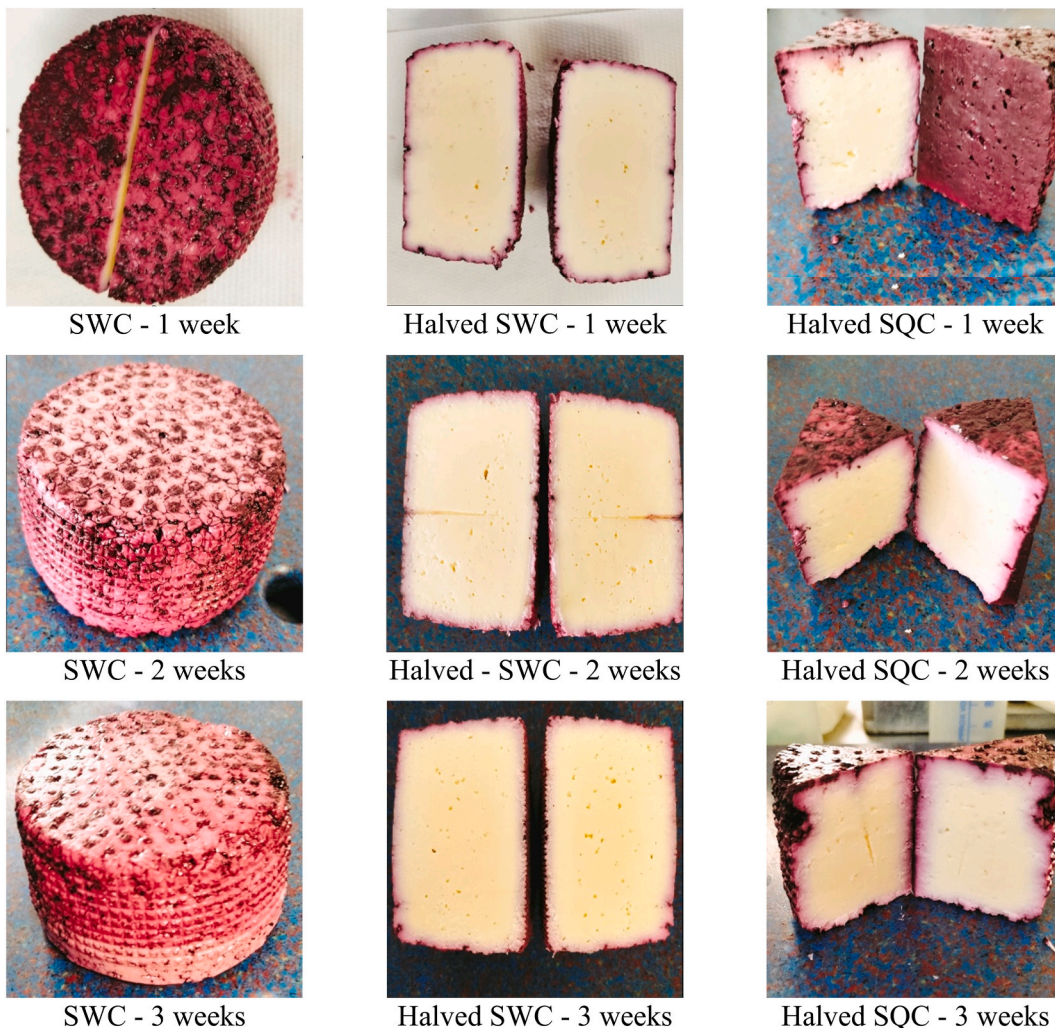 SWC - 1 week
Halved SWC - 1 week
Halved SQC - 1 week
SWC - 2 weeks
Halved - SWC - 2 weeks
Halved SQC - 2 weeks
SWC - 3 weeks
Halved SWC - 3 weeks
Halved SQC - 3 weeks